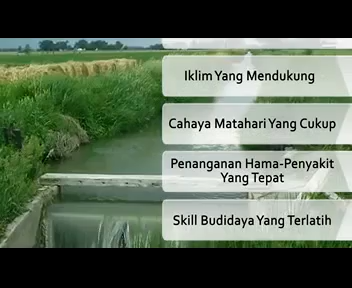 Iklim Yang Mendukung
Cahaya Matahari Yang Cukup
Penanganan Hama-Penyakit
Yang Tepat
Skill Budidaya Yang Terlatih